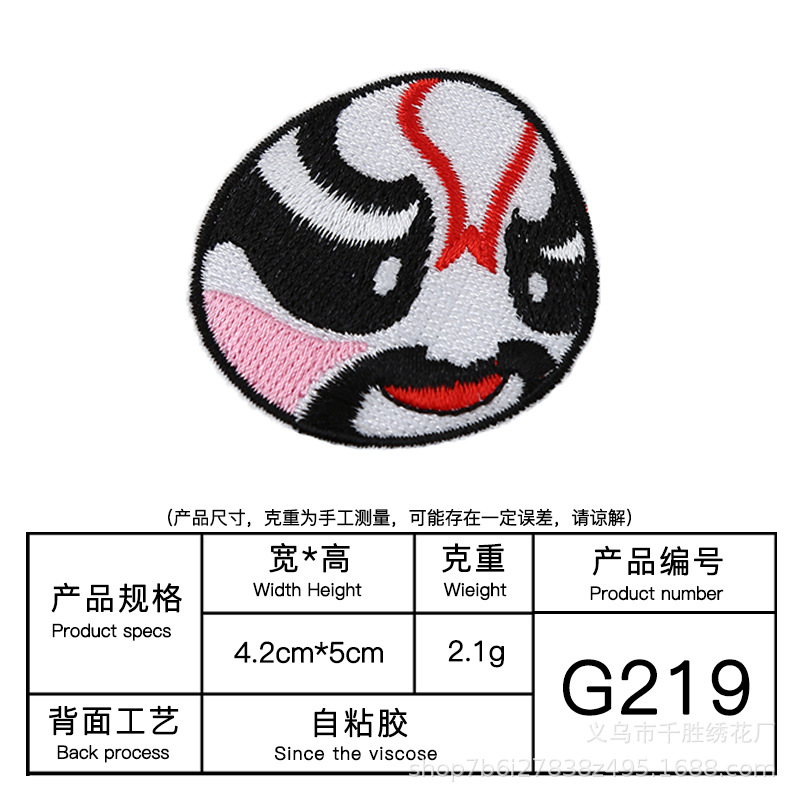 (产品尺寸，克重为手工测量，可能存在一定误差，请谅解)
产品规格
Product specs
宽*高
Width Height
克重
Wieight
产品编号
Product number
4.2cm*5cm
2.1g
G219
背面工艺
Back process
自粘胶
Since the viscose
义乌市千胜绣花厂
shop7b6i27838z495.1688.com